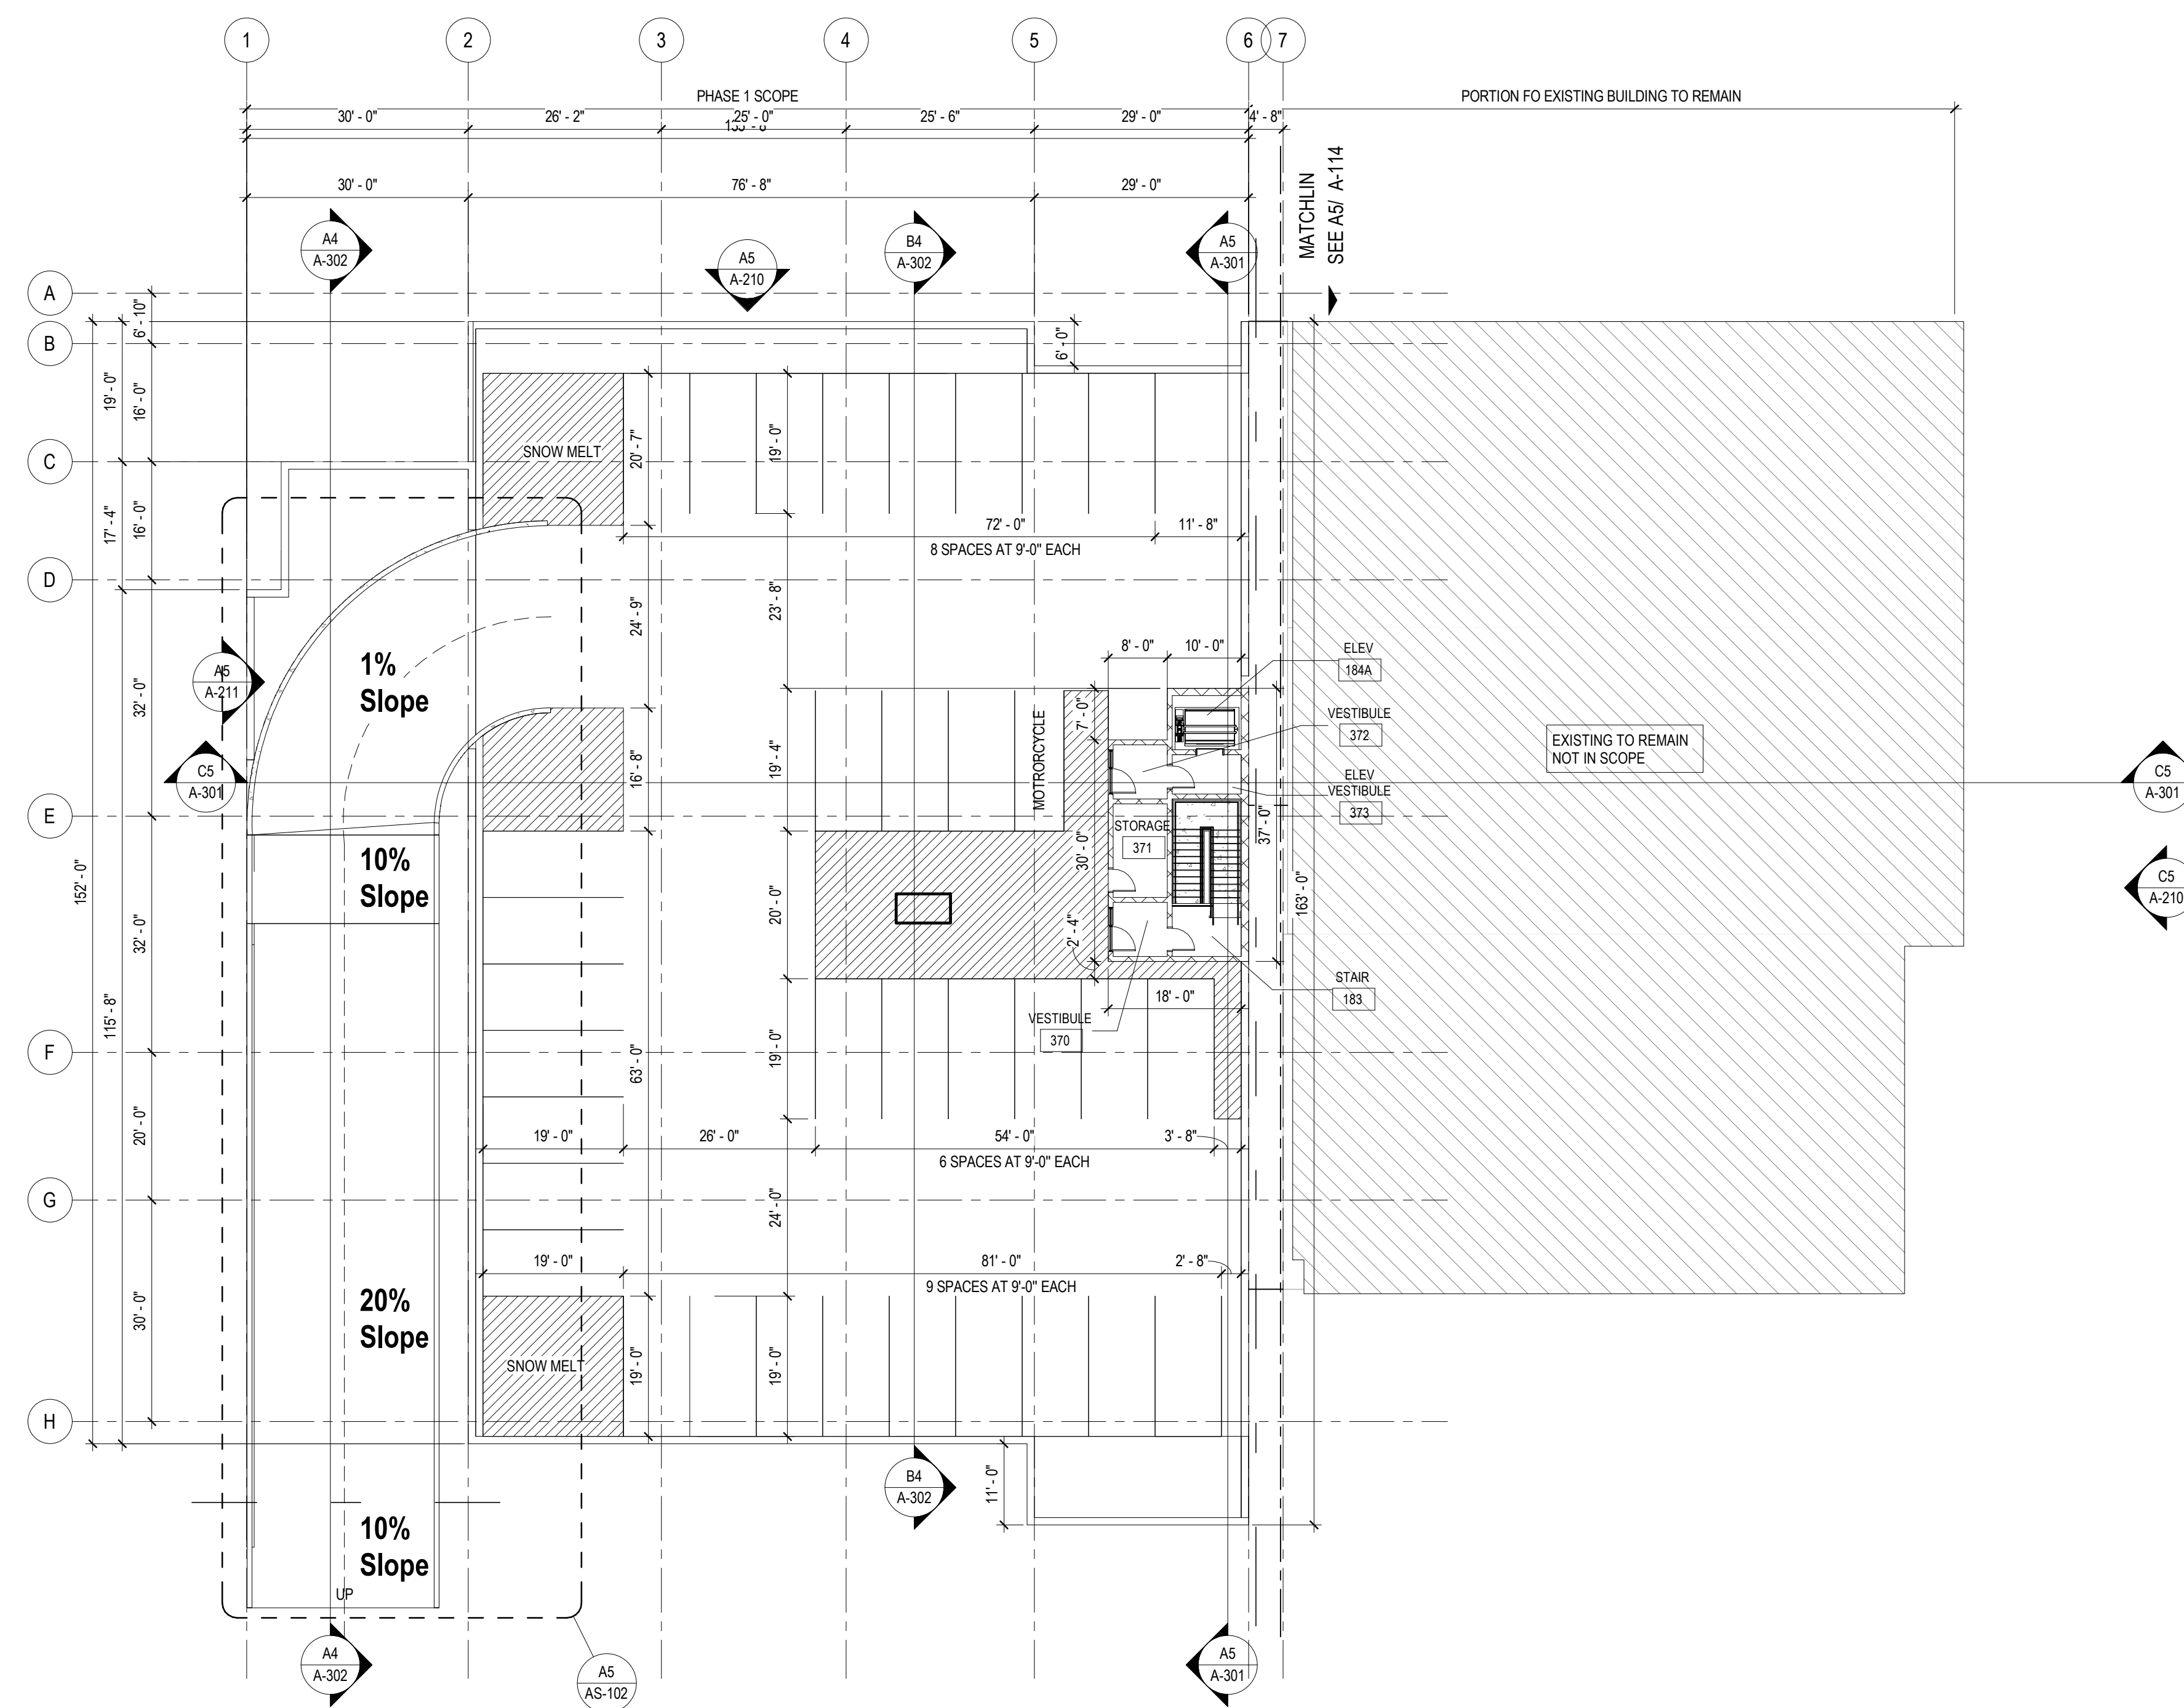 1
2
3
4
5
6
7
PHASE 1 SCOPE
PORTION FO EXISTING BUILDING TO REMAIN
30' - 0"
26' - 2"
25' - 0"
25' - 6"
29' - 0"
4' - 8"
30' - 0"
76' - 8"
29' - 0"
MATCHLIN
SEE A5/ A-114
A4
A-302
A5
A-210
B4
A-302
A5
A-301
A
B
C
D
E
F
G
H
6' - 10"
16' - 0"
16' - 0"
32' - 0"
32' - 0"
20' - 0"
30' - 0"
19' - 0"
17' - 4"
115' - 8"
152' - 0"
6' - 0"
SNOW MELT
20' - 7"
19' - 0"
72' - 0"
11' - 8"
8 SPACES AT 9'-0" EACH
24' - 9"
23' - 8"
1%
Slope
A5
A-211
C5
A-301
8' - 0"
10' - 0"
ELEV
184A
VESTIBULE
372
ELEV
VESTIBULE
373
EXISTING TO REMAIN
NOT IN SCOPE
C5
A-301
C5
A-210
MOTRORCYCLE
7' - 0"
16' - 8"
19' - 4"
STORAGE
371
30' - 0"
37' - 0"
163' - 0"
10%
Slope
20' - 0"
2' - 4"
STAIR
183
18' - 0"
VESTIBULE
370
63' - 0"
19' - 0"
19' - 0"
26' - 0"
54' - 0"
3' - 8"
6 SPACES AT 9'-0" EACH
24' - 0"
19' - 0"
81' - 0"
2' - 8"
9 SPACES AT 9'-0" EACH
20%
Slope
SNOW MELT
19' - 0"
19' - 0"
B4
A-302
11' - 0"
10%
Slope
UP
A4
A-302
A5
AS-102
A5
A-301